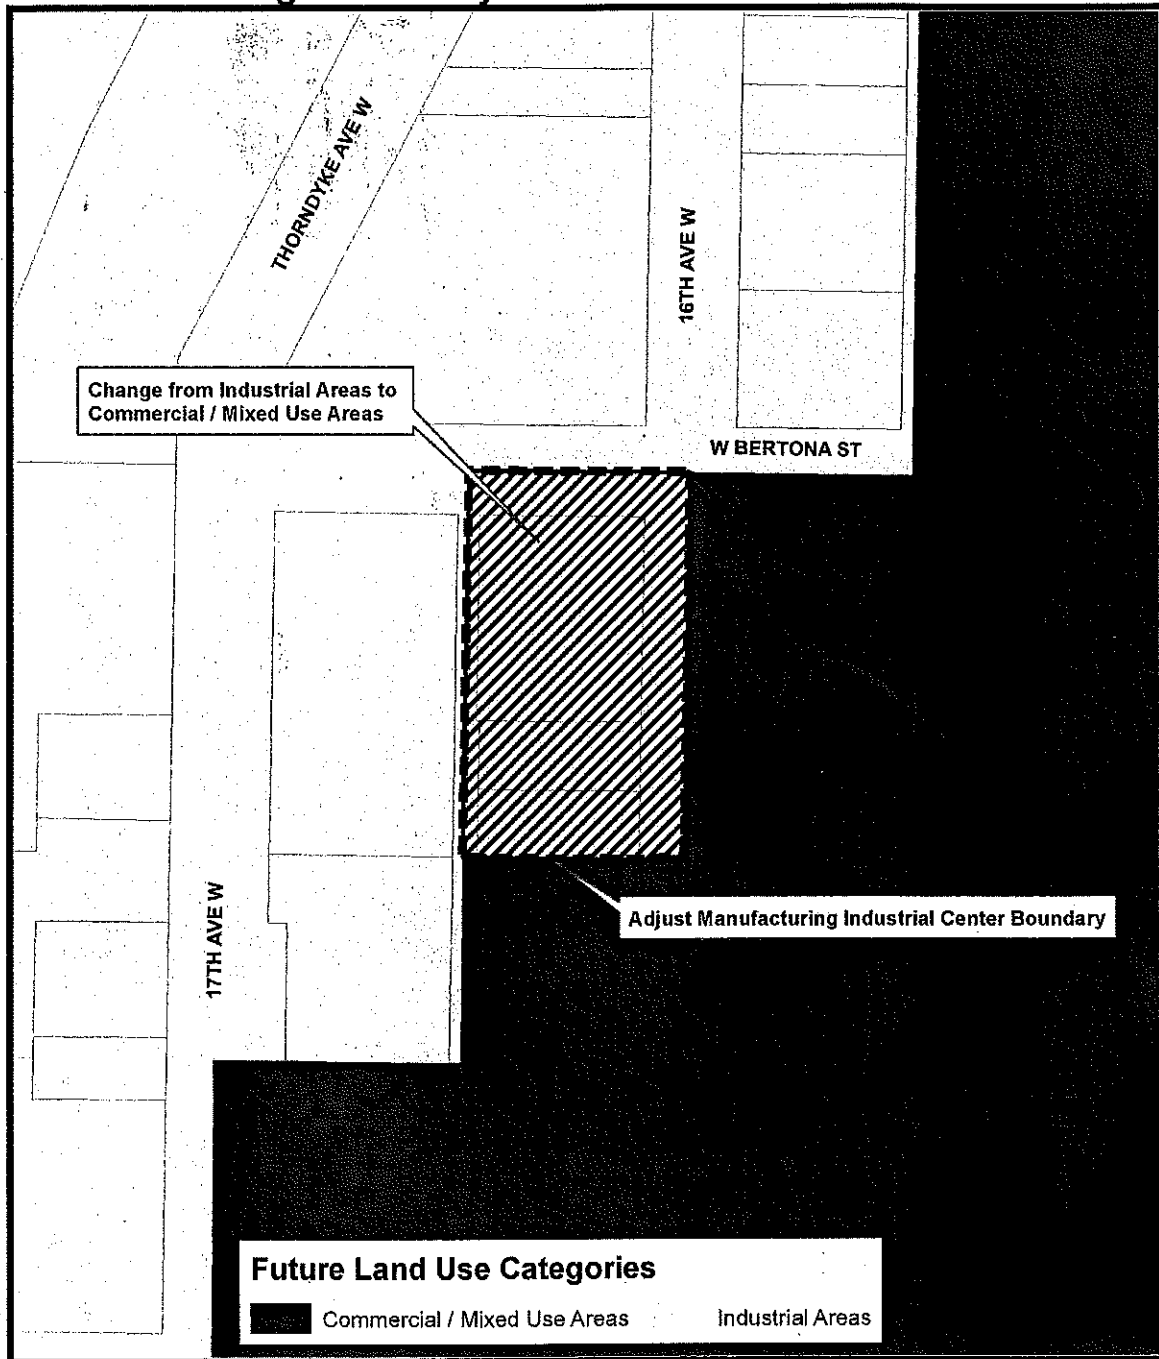 THORNDYKE AVE W
16TH AVE W
Change from Industrial Areas to
Commercial / Mixed Use Areas
W BERTONA ST
Adjust Manufacturing Industrial Center Boundary
17TH AVE W
Future Land Use Categories
Commercial / Mixed Use Areas
Industrial Areas